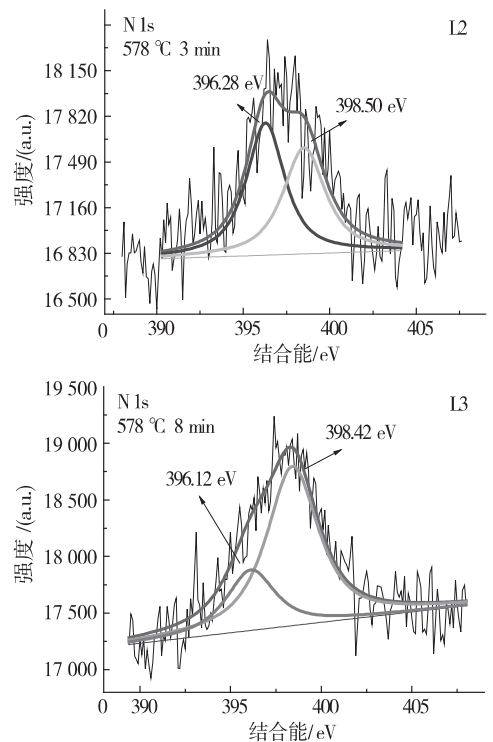 N 1s
L2
578 ℃ 3 min
18 150
396.28 eV
17 820
398.50 eV
17 490
17 160
16 830
16 500
强度/(a.u.)
0 390 395 400 405
结合能/eV
19 500
N 1s
L3
578 ℃ 8 min
19 000
398.42 eV
396.12 eV
18 500
18 000
17 500
17 000
强度/(a.u.)
0 390 395 400 405
结合能/eV